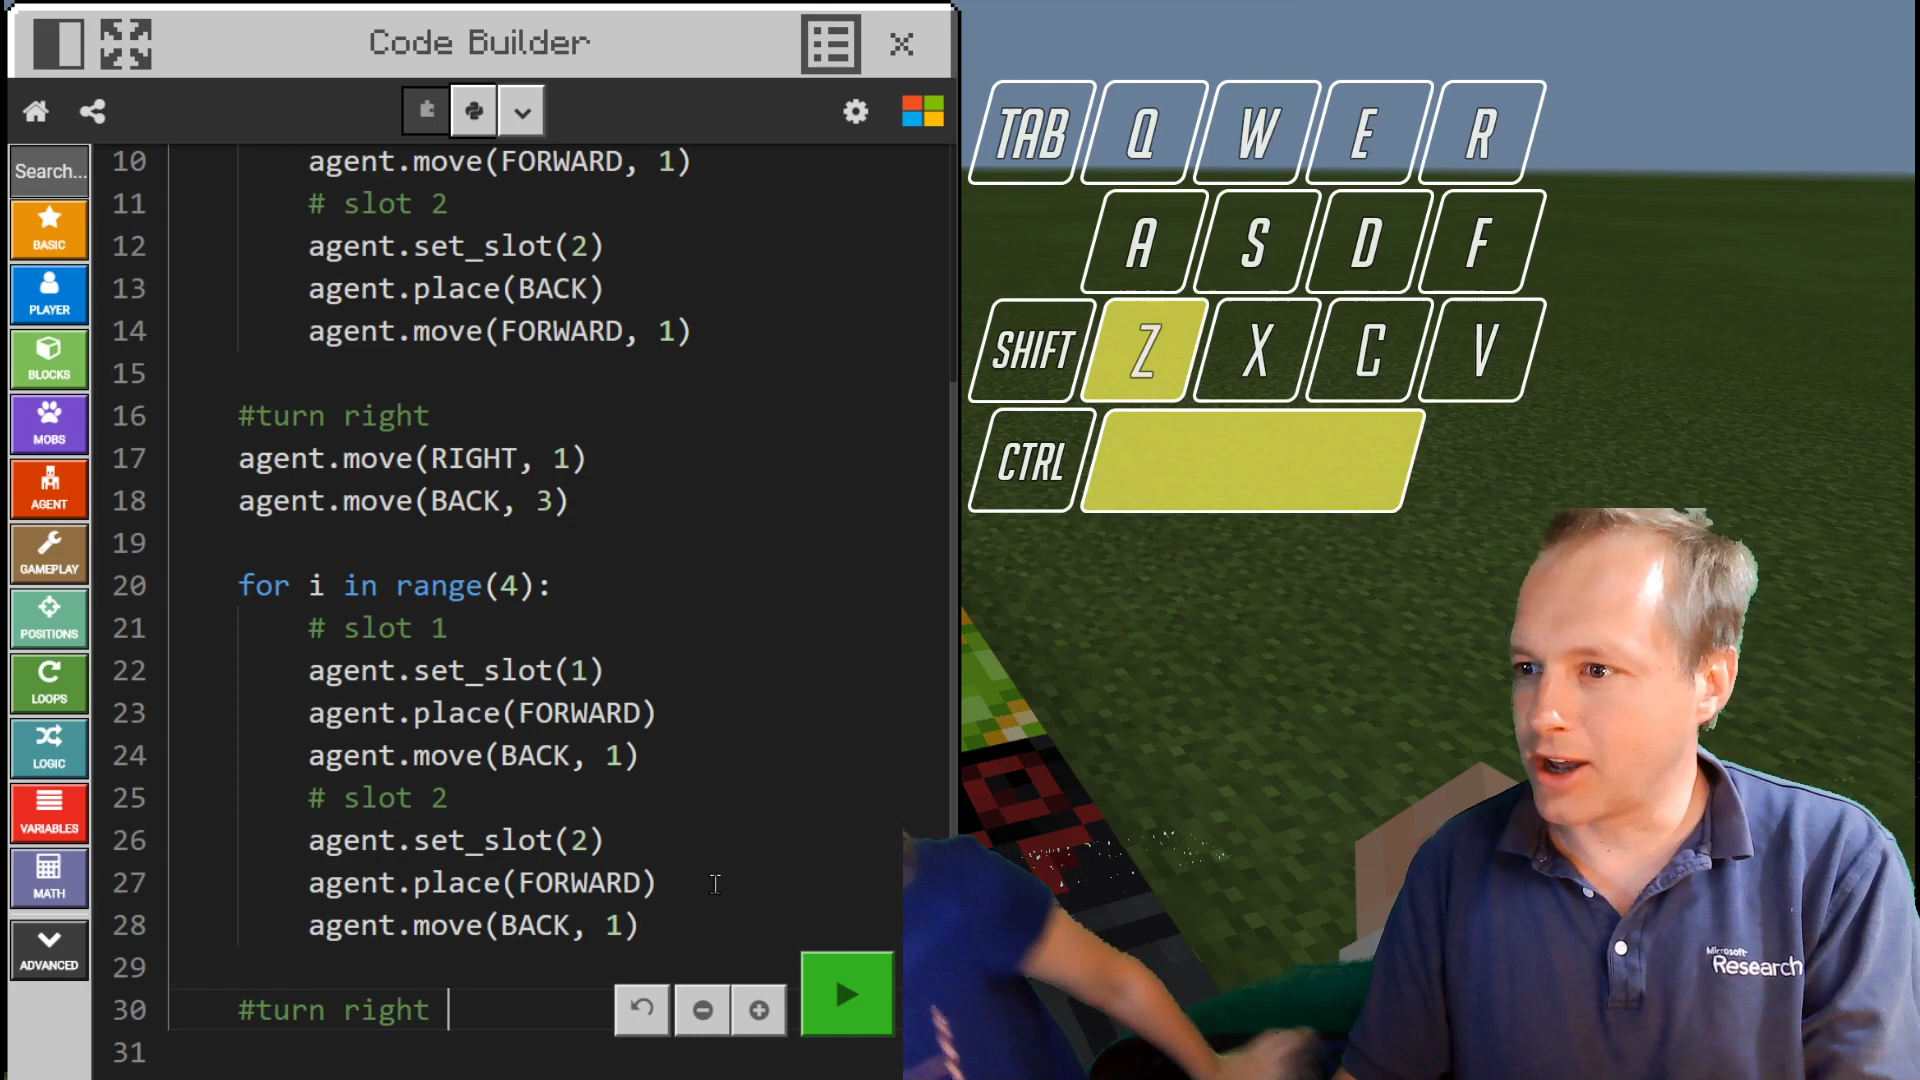 Code Builder
Search...
BASIC
PLAYER
BLOCKS
MOBS
AGENT
GAMEPLAY
POSITIONS
LOOPS
LOGIC
VARIABLES
MATH
ADVANCED
10 agent.move(FORWARD, 1)
11 # slot 2
12 agent.set_slot(2)
13 agent.place(BACK)
14 agent.move(FORWARD, 1)
15
16 #turn right
17 agent.move(RIGHT, 1)
18 agent.move(BACK, 3)
19
20 for i in range(4):
21 # slot 1
22 agent.set_slot(1)
23 agent.place(FORWARD)
24 agent.move(BACK, 1)
25 # slot 2
26 agent.set_slot(2)
27 agent.place(FORWARD)
28 agent.move(BACK, 1)
29
30 #turn right
31
TAB Q W E R
A S D F
SHIFT Z X C V
CTRL
Microsoft
Research